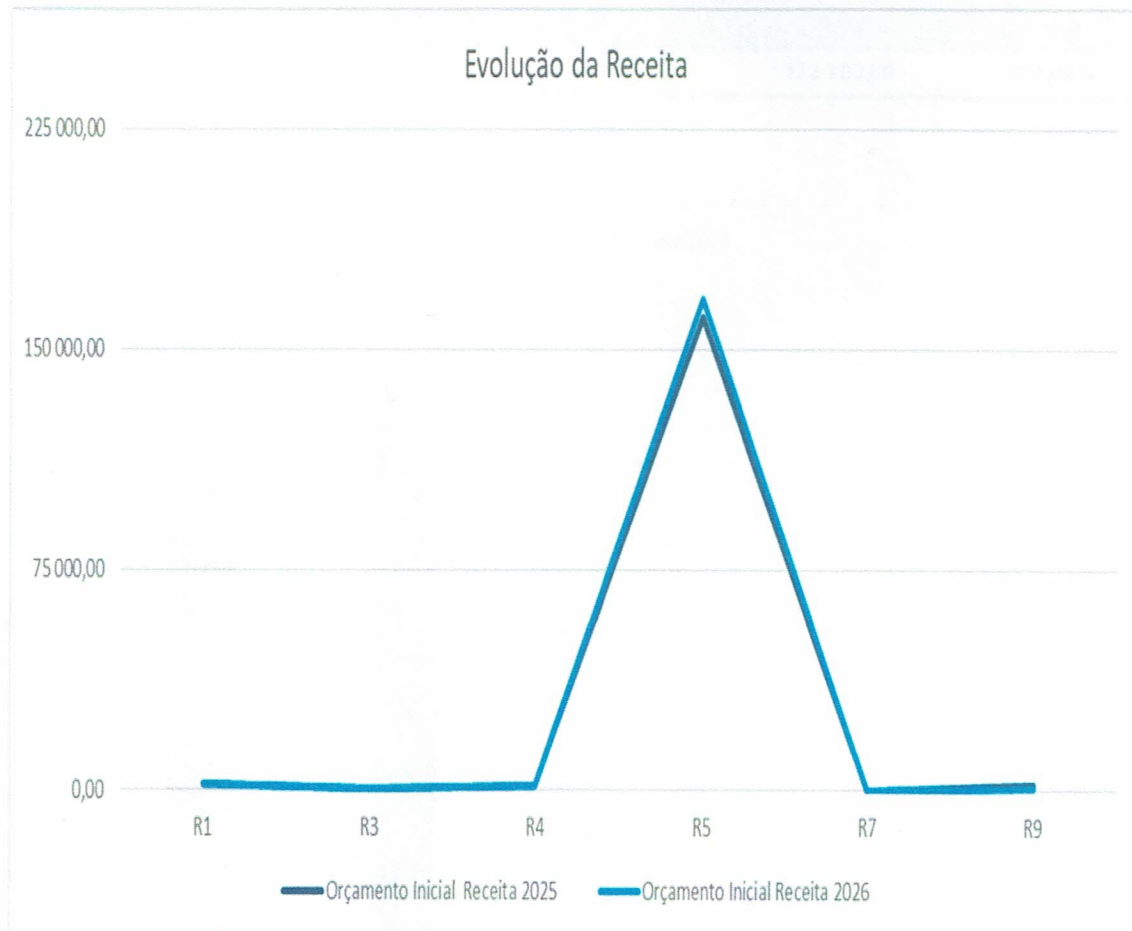 Evolução da Receita
225 000,00
150 000,00
75 000,00
0,00
R1 R3 R4 R5 R7 R9
Orçamento Inicial Receita 2025 Orçamento Inicial Receita 2026